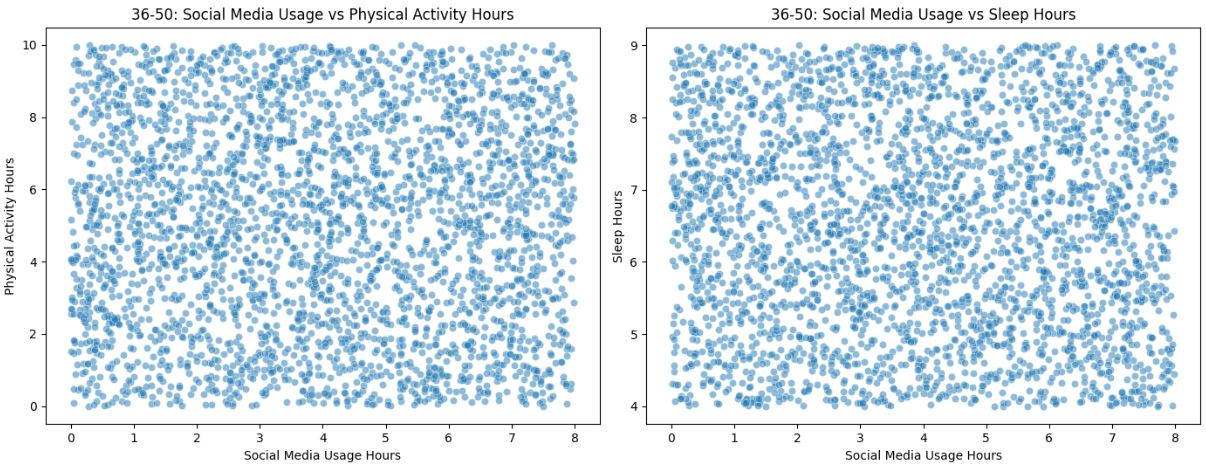 36-50: Social Media Usage vs Physical Activity Hours
Physical Activity Hours
10
8
6
4
2
0
0 1 2 3 4 5 6 7 8
Social Media Usage Hours
36-50: Social Media Usage vs Sleep Hours
Sleep Hours
9
8
7
6
5
4
0 1 2 3 4 5 6 7 8
Social Media Usage Hours